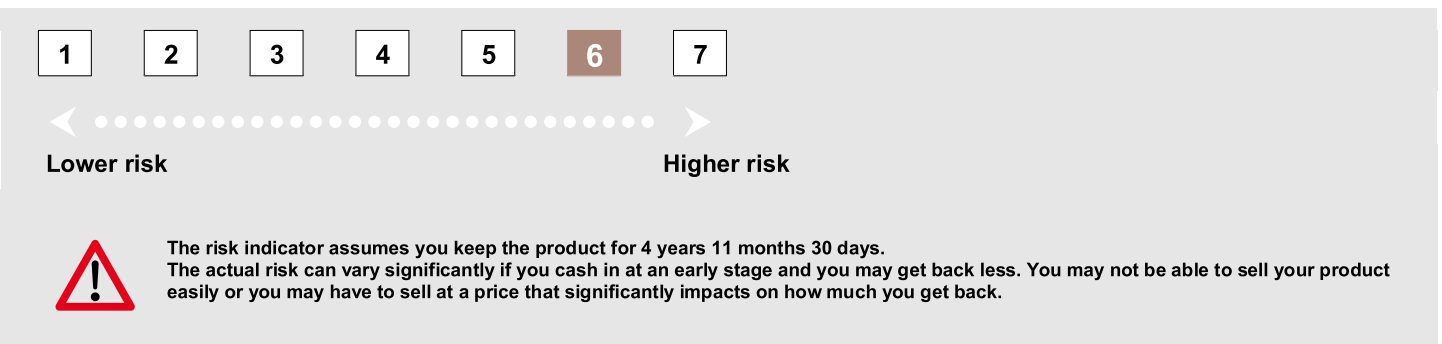 1 2 3 4 5 6 7
Lower risk Higher risk
The risk indicator assumes you keep the product for 4 years 11 months 30 days.
The actual risk can vary significantly if you cash in at an early stage and you may get back less. You may not be able to sell your product
easily or you may have to sell at a price that significantly impacts on how much you get back.